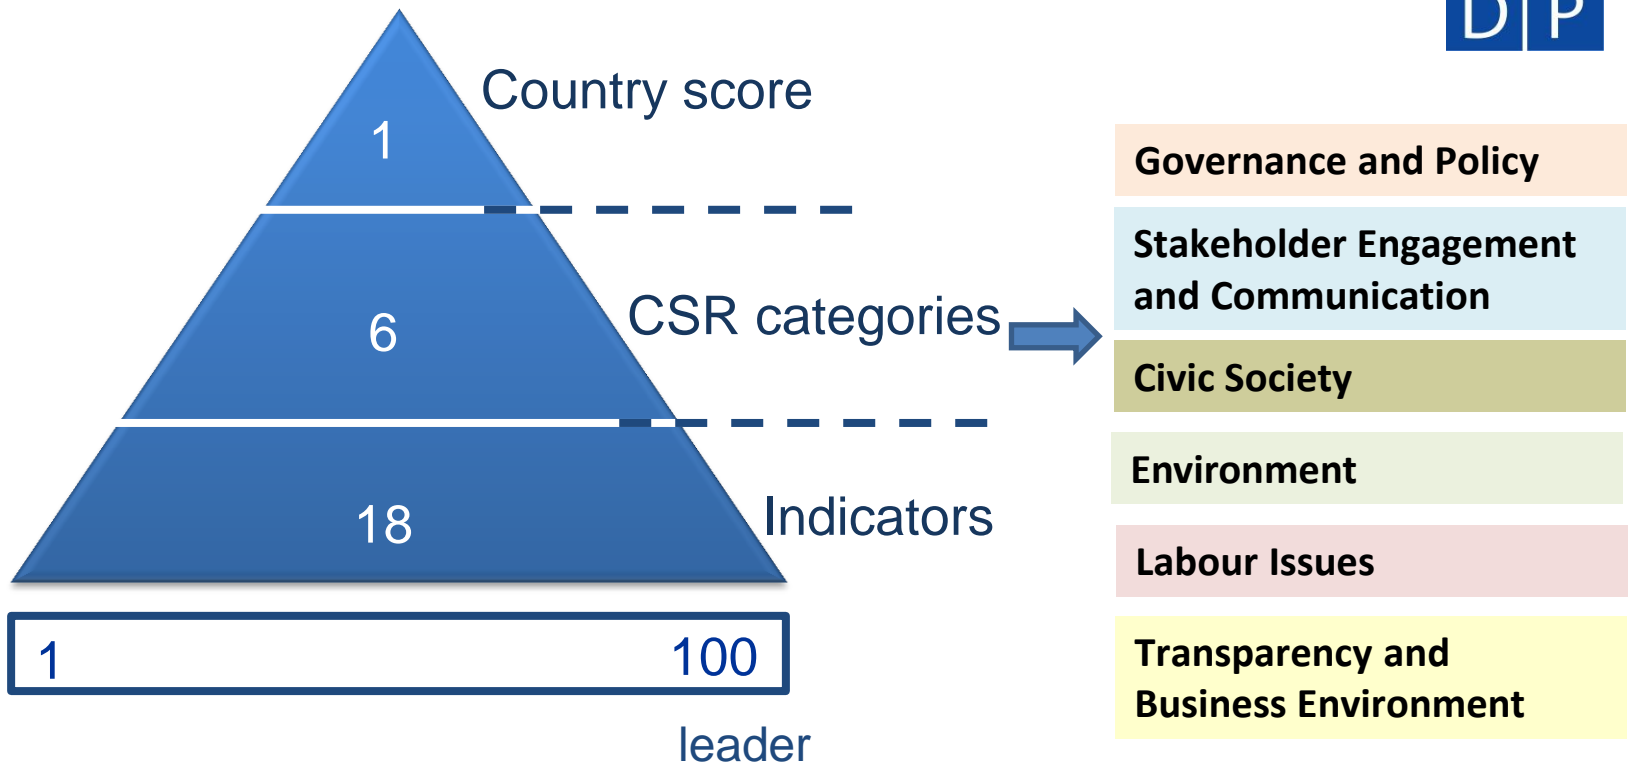 D|P
Country score
1
Governance and Policy
Stakeholder Engagement
and Communication
6
CSR categories
Civic Society
Environment
18
Indicators
Labour Issues
1 100
Transparency and
Business Environment
leader